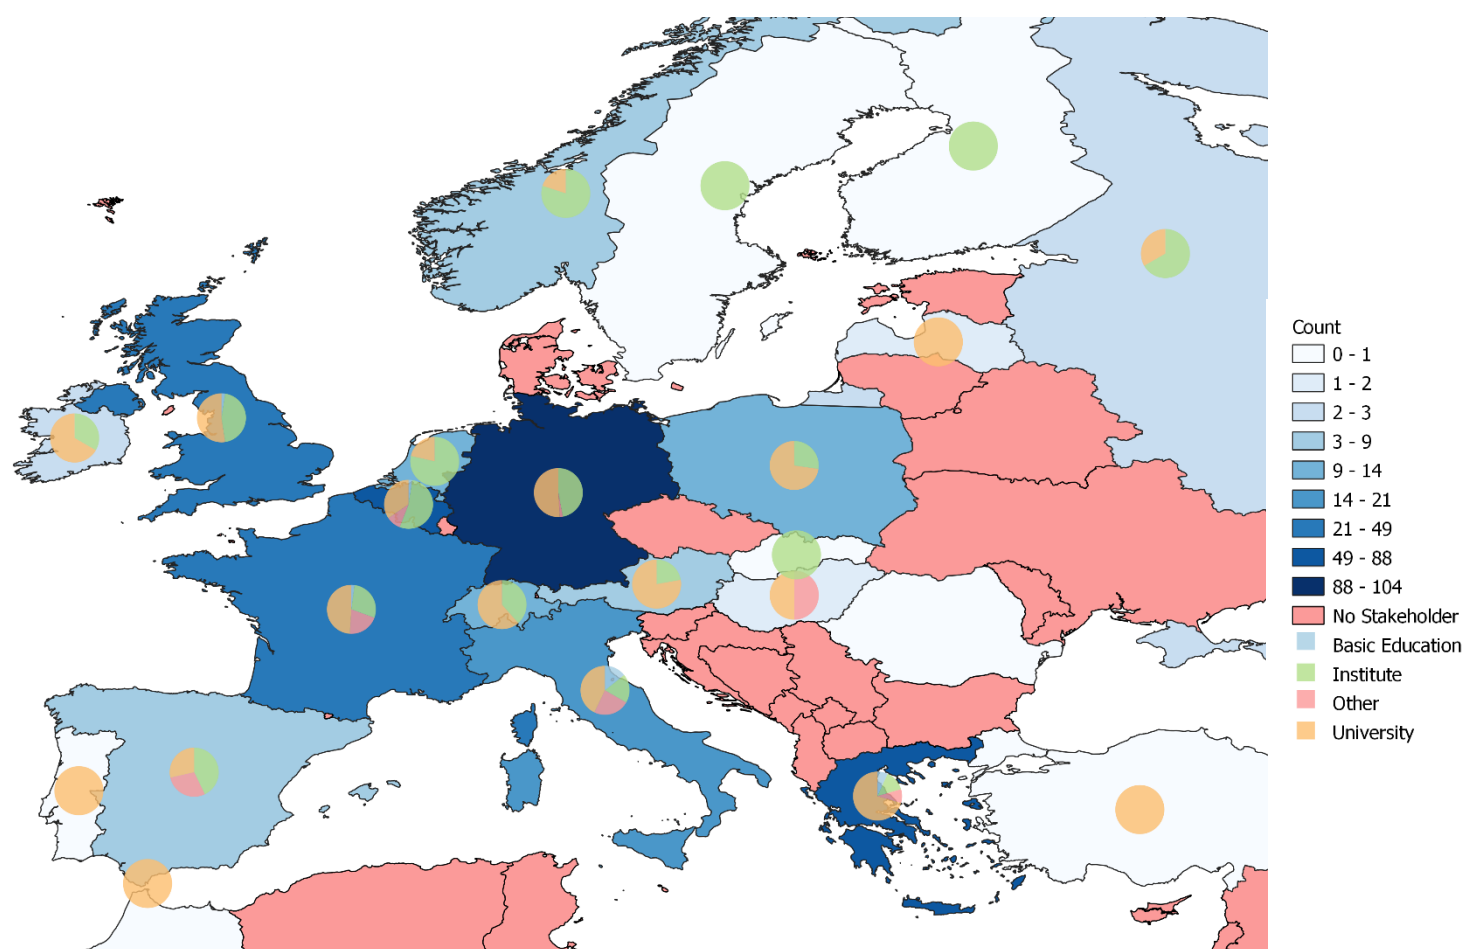 Count
0 - 1
1 - 2
2 - 3
3 - 9
9 - 14
14 - 21
21 - 49
49 - 88
88 - 104
No Stakeholder
Basic Education
Institute
Other
University